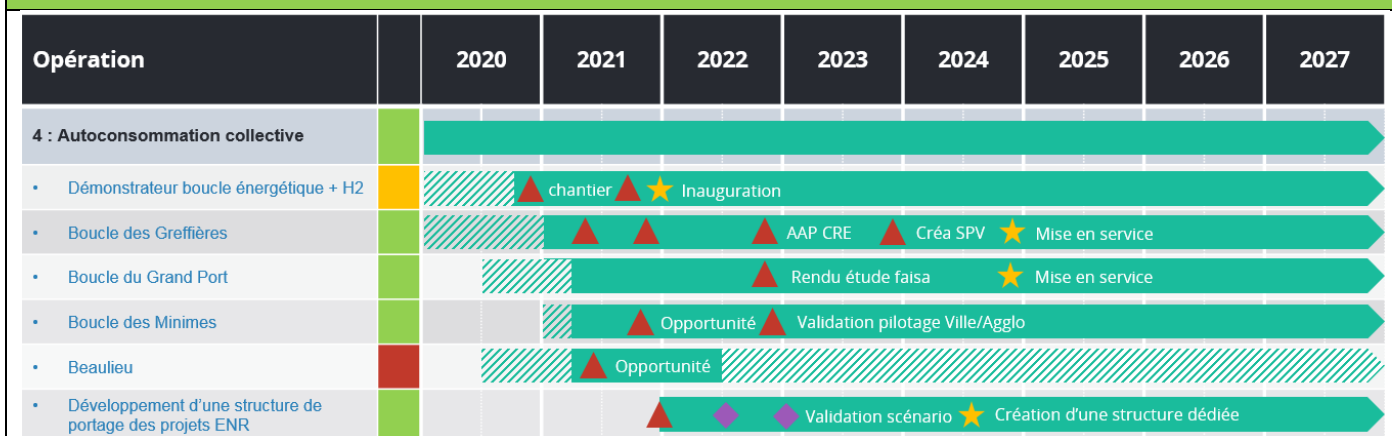 Opération 2020 2021 2022 2023 2024 2025 2026 2027
4 : Autoconsommation collective
• Démonstrateur boucle énergétique + H2 chantier Inauguration
• Boucle des Greffières AAP CRE Créa SPV Mise en service
• Boucle du Grand Port Rendu étude faisa Mise en service
• Boucle des Minimes Opportunité Validation pilotage Ville/Agglo
• Beaulieu Opportunité
• Développement d'une structure de
portage des projets ENR Validation scénario Création d'une structure dédiée